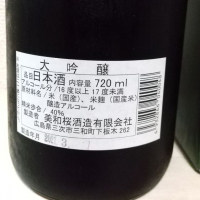 大吟醸
品目 日本酒 内容量 720ml
アルコール分/16度以上17度未満
原材料名/米(国産)、米麹(国産米)
醸造アルコール
精米歩合/ 40%
製造者 美和桜酒造有限会社
広島県三次市三和町下板木262
製造年月